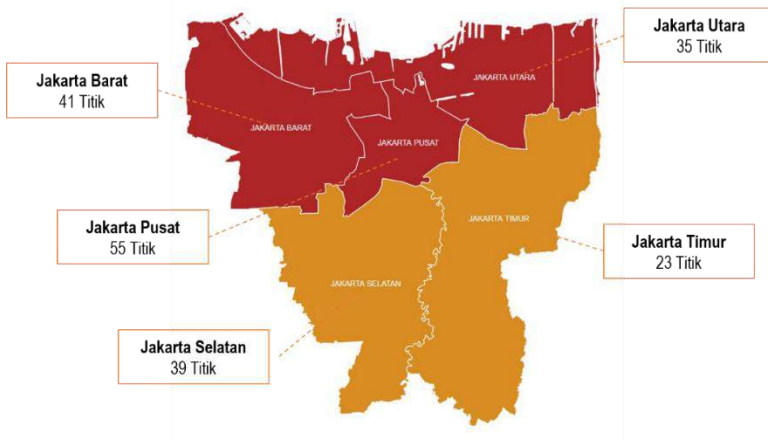 Jakarta Utara
35 Titik
Jakarta Barat
41 Titik
JAKARTA UTARA
JAKARTA BARAT
JAKARTA PUSAT
Jakarta Pusat
55 Titik
JAKARTA TIMUR
Jakarta Timur
23 Titik
JAKARTA SELATAN
Jakarta Selatan
39 Titik